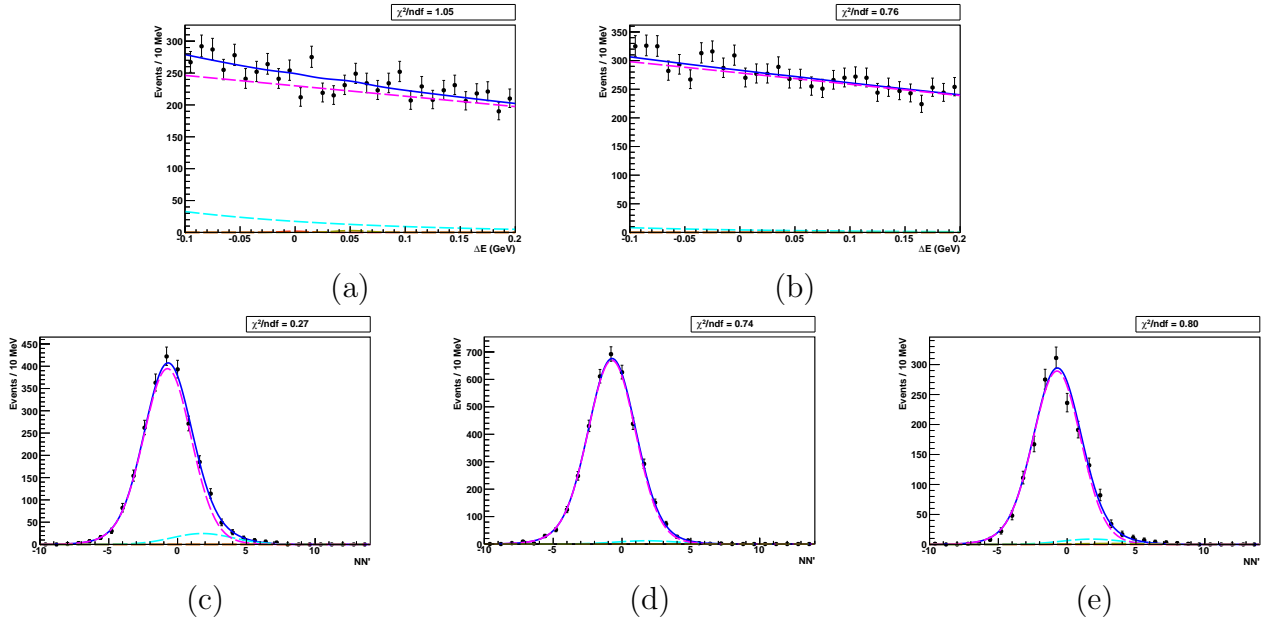 χ²/ndf = 1.05
Events / 10 MeV
300
250
200
150
100
50
0
-0.1 -0.05 0 0.05 0.1 0.15 0.2
ΔE (GeV)
(a)
χ²/ndf = 0.76
Events / 10 MeV
350
300
250
200
150
100
50
0
-0.1 -0.05 0 0.05 0.1 0.15 0.2
ΔE (GeV)
(b)
χ²/ndf = 0.27
Events / 10 MeV
450
400
350
300
250
200
150
100
50
0
-10 -5 0 5 10
NN'
(c)
χ²/ndf = 0.74
Events / 10 MeV
700
600
500
400
300
200
100
0
-10 -5 0 5 10
NN'
(d)
χ²/ndf = 0.80
Events / 10 MeV
300
250
200
150
100
50
0
-10 -5 0 5 10
NN'
(e)